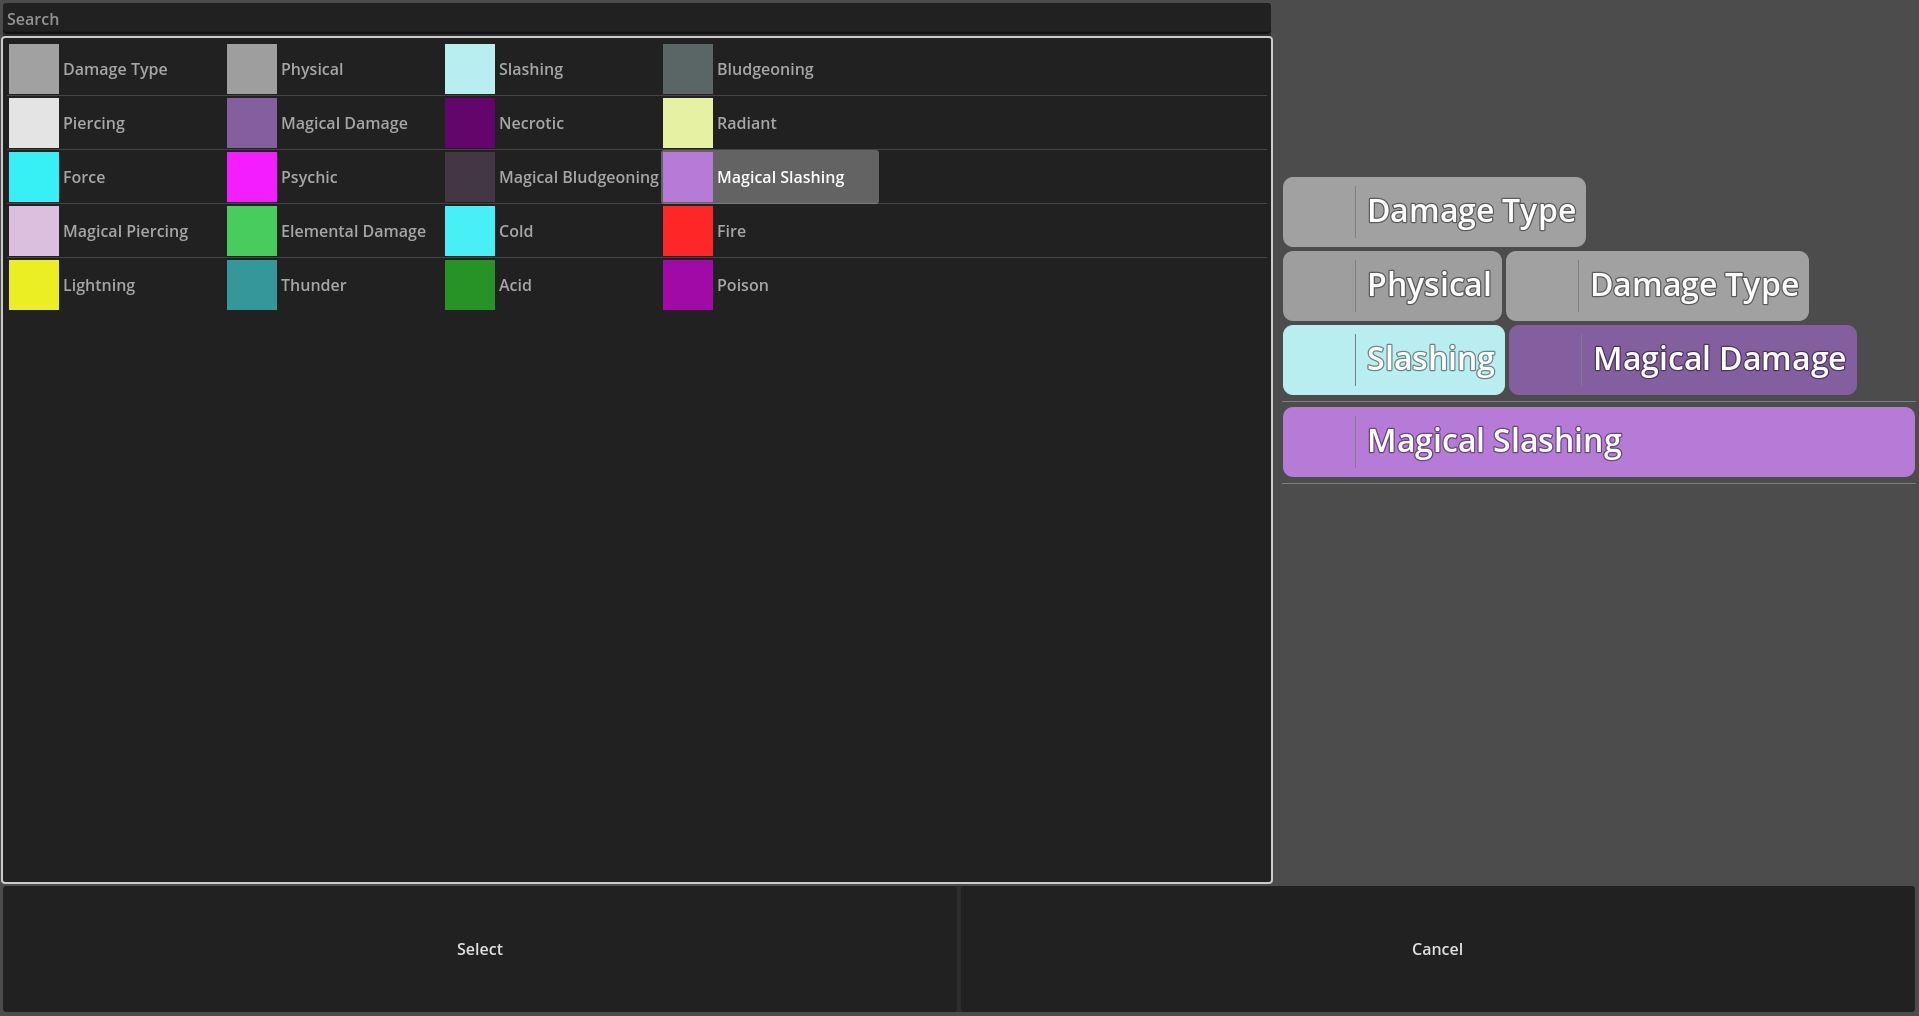 Search
Damage Type Physical Slashing Bludgeoning
Piercing Magical Damage Necrotic Radiant
Force Psychic Magical Bludgeoning Magical Slashing
Magical Piercing Elemental Damage Cold Fire
Lightning Thunder Acid Poison
Damage Type
Physical Damage Type
Slashing Magical Damage
Magical Slashing
Select Cancel